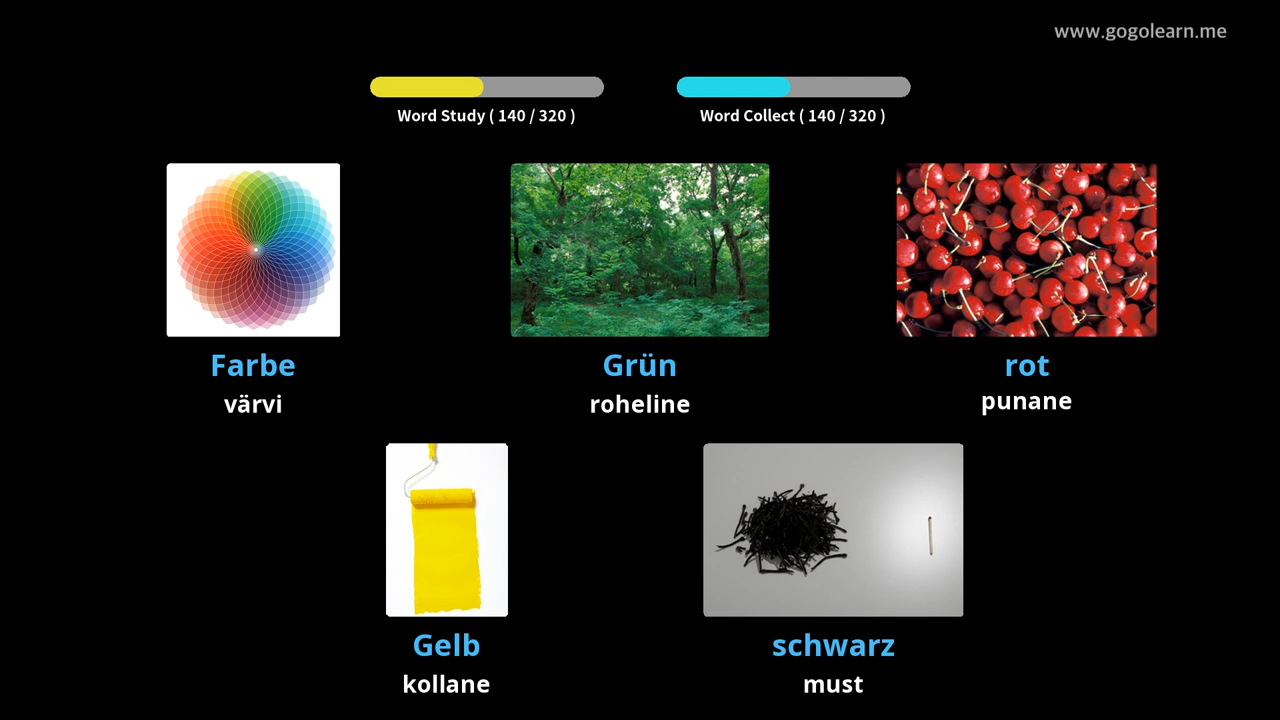 www.gogolearn.me
Word Study ( 140 / 320 )
Word Collect ( 140 / 320 )
Farbe
värvi
Grün
roheline
rot
punane
Gelb
kollane
schwarz
must